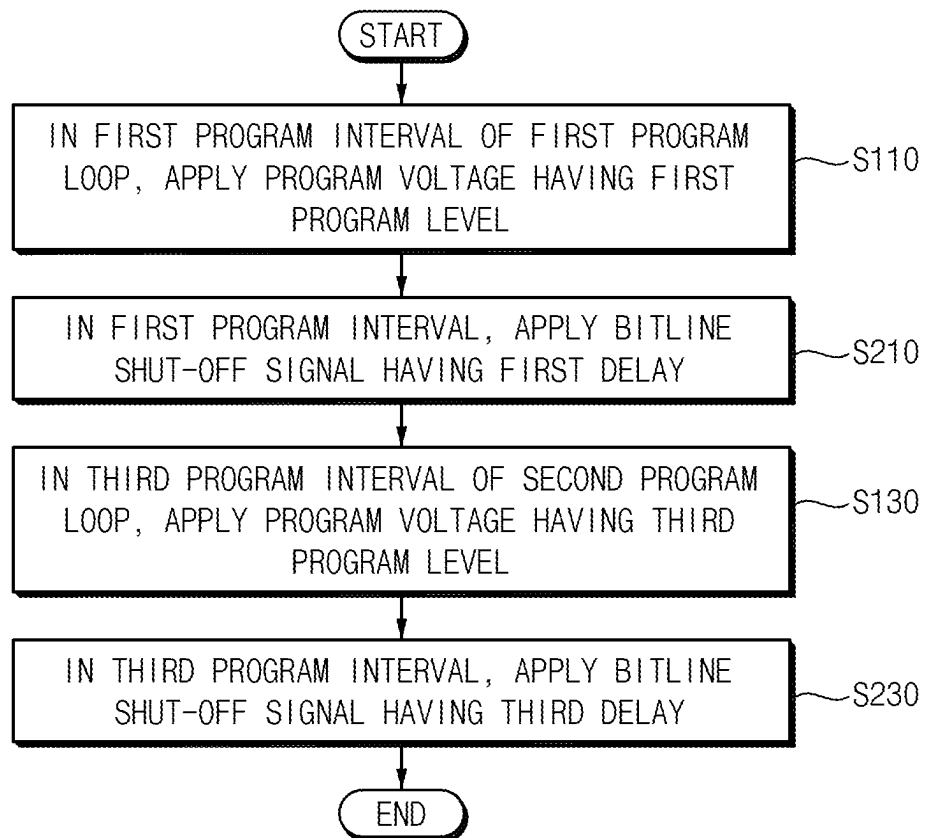 START
IN FIRST PROGRAM INTERVAL OF FIRST PROGRAM
LOOP, APPLY PROGRAM VOLTAGE HAVING FIRST
PROGRAM LEVEL
S110
IN FIRST PROGRAM INTERVAL, APPLY BITLINE
SHUT-OFF SIGNAL HAVING FIRST DELAY
S210
IN THIRD PROGRAM INTERVAL OF SECOND PROGRAM
LOOP, APPLY PROGRAM VOLTAGE HAVING THIRD
PROGRAM LEVEL
S130
IN THIRD PROGRAM INTERVAL, APPLY BITLINE
SHUT-OFF SIGNAL HAVING THIRD DELAY
S230
END